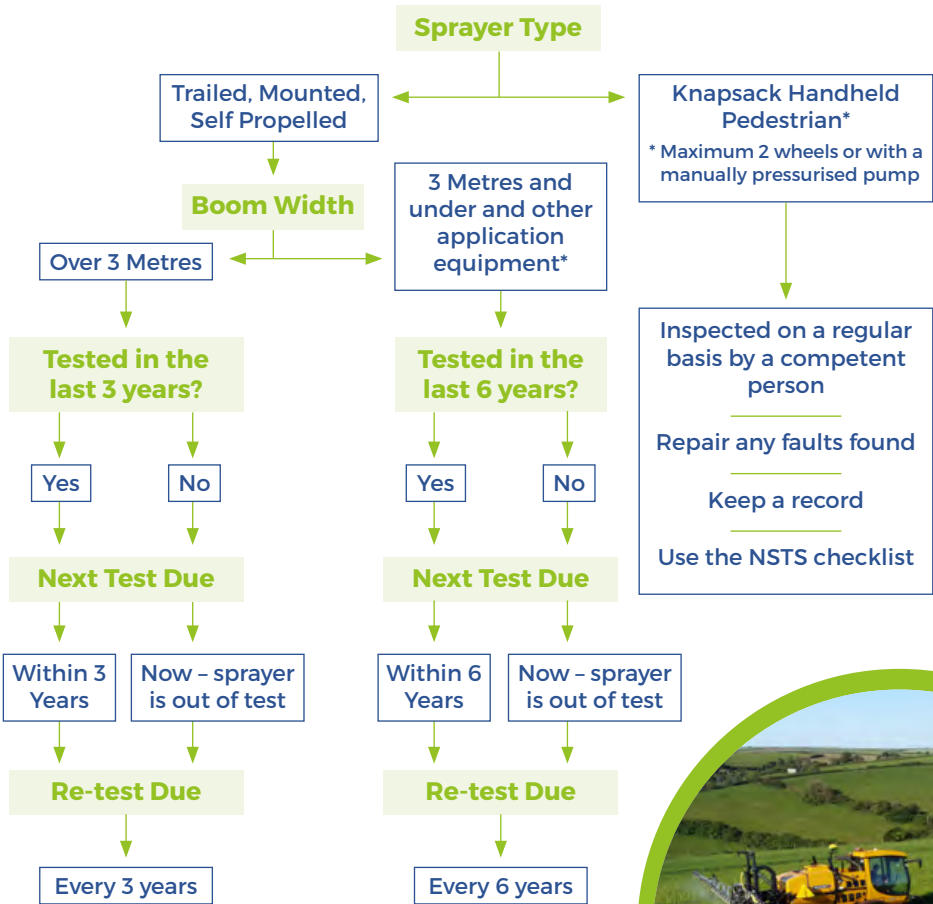 Sprayer Type
Trailed, Mounted,
Self Propelled
Knapsack Handheld
Pedestrian*
* Maximum 2 wheels or with a
manually pressurised pump
Boom Width
Over 3 Metres
3 Metres and
under and other
application
equipment*
Tested in the
last 3 years?
Tested in the
last 6 years?
Inspected on a regular
basis by a competent
person
Repair any faults found
Keep a record
Use the NSTS checklist
Yes
No
Yes
No
Next Test Due
Next Test Due
Within 3
Years
Now – sprayer
is out of test
Within 6
Years
Now – sprayer
is out of test
Re-test Due
Re-test Due
Every 3 years
Every 6 years